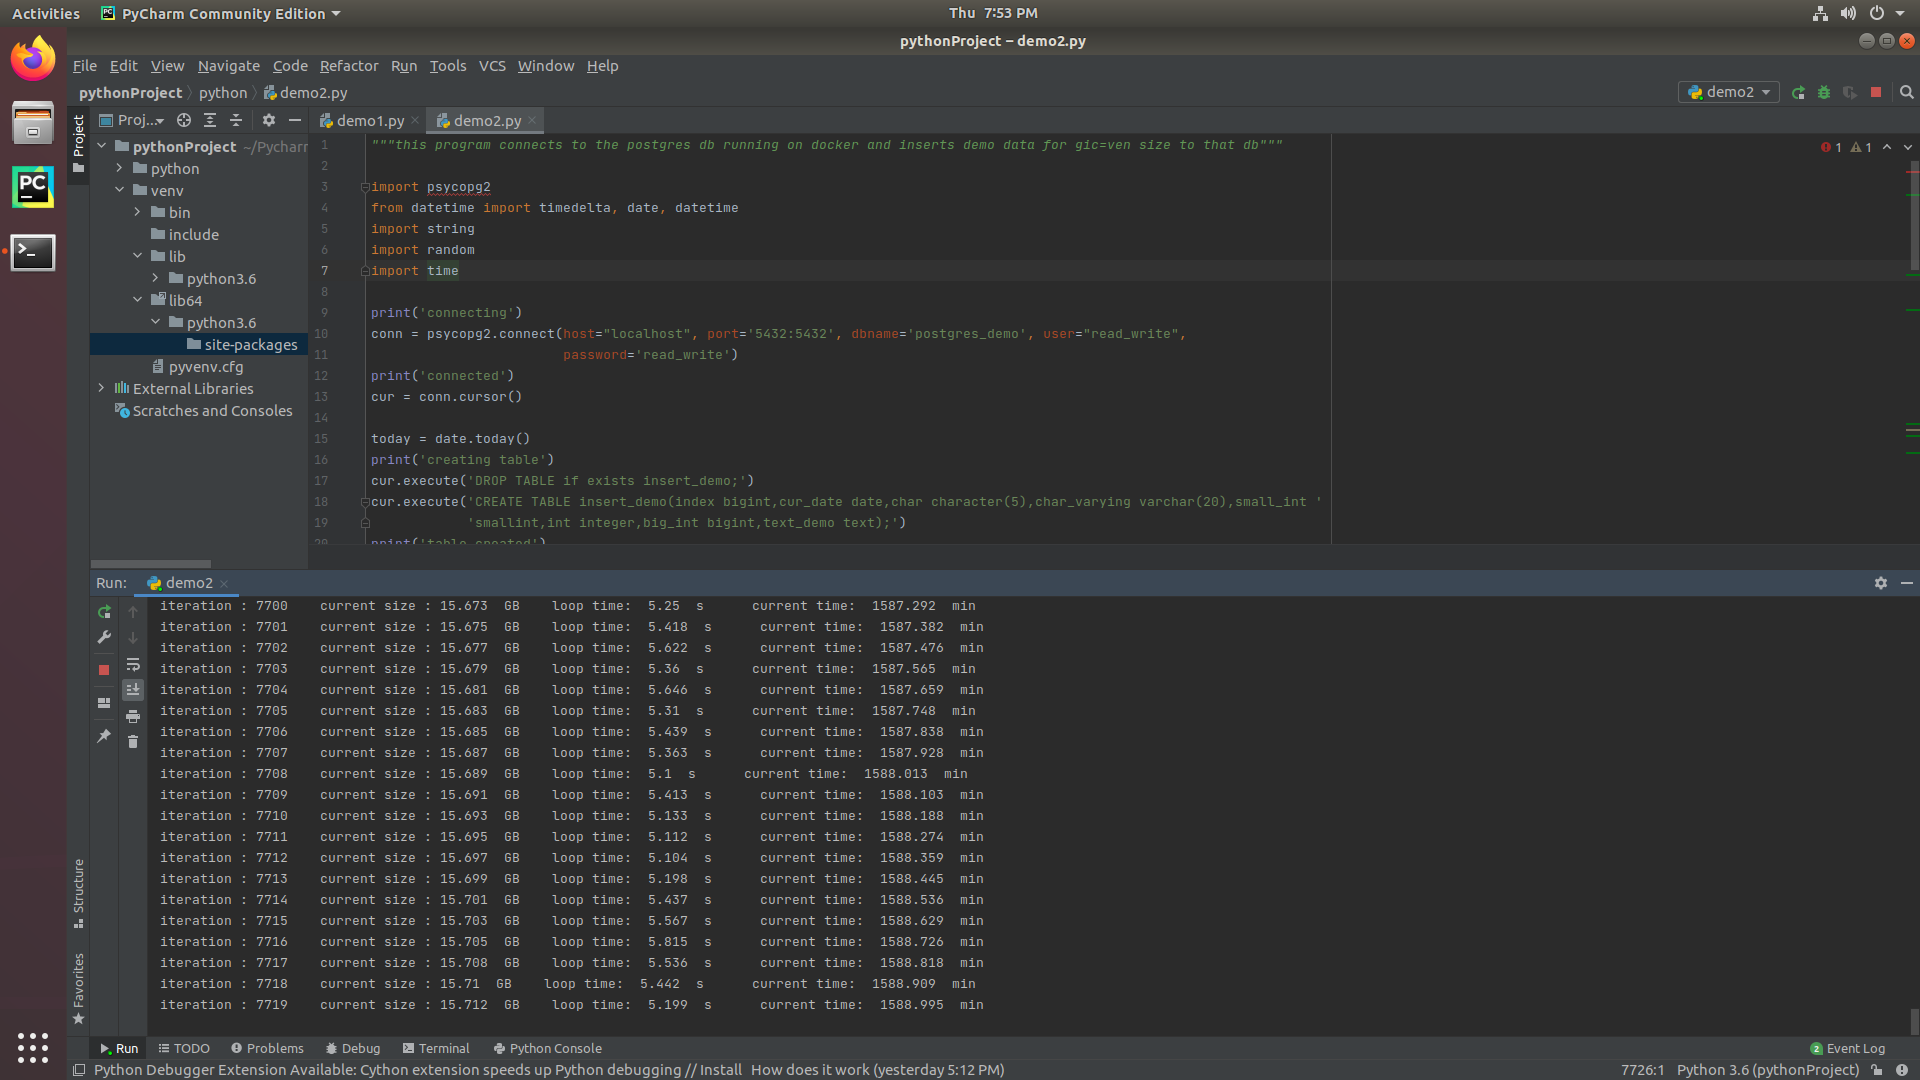 Activities PyCharm Community Edition Thu 7:53 PM
pythonProject – demo2.py
File Edit View Navigate Code Refactor Run Tools VCS Window Help
pythonProject python demo2.py demo2
Project
Proj...
pythonProject ~/Pycharm
python
venv
bin
include
lib
python3.6
lib64
python3.6
site-packages
pyvenv.cfg
External Libraries
Scratches and Consoles
demo1.py demo2.py
1 """this program connects to the postgres db running on docker and inserts demo data for gic=ven size to that db""" 1 1
2
3 import psycopg2
4 from datetime import timedelta, date, datetime
5 import string
6 import random
7 import time
8
9 print('connecting')
10 conn = psycopg2.connect(host="localhost", port='5432:5432', dbname='postgres_demo', user="read_write",
11 password='read_write')
12 print('connected')
13 cur = conn.cursor()
14
15 today = date.today()
16 print('creating table')
17 cur.execute('DROP TABLE if exists insert_demo;')
18 cur.execute('CREATE TABLE insert_demo(index bigint,cur_date date,char character(5),char_varying varchar(20),small_int '
19 'smallint,int integer,big_int bigint,text_demo text);')
20 print('table created')
Run: demo2
iteration : 7700 current size : 15.673 GB loop time: 5.25 s current time: 1587.292 min
iteration : 7701 current size : 15.675 GB loop time: 5.418 s current time: 1587.382 min
iteration : 7702 current size : 15.677 GB loop time: 5.622 s current time: 1587.476 min
iteration : 7703 current size : 15.679 GB loop time: 5.36 s current time: 1587.565 min
iteration : 7704 current size : 15.681 GB loop time: 5.646 s current time: 1587.659 min
iteration : 7705 current size : 15.683 GB loop time: 5.31 s current time: 1587.748 min
iteration : 7706 current size : 15.685 GB loop time: 5.439 s current time: 1587.838 min
iteration : 7707 current size : 15.687 GB loop time: 5.363 s current time: 1587.928 min
iteration : 7708 current size : 15.689 GB loop time: 5.1 s current time: 1588.013 min
iteration : 7709 current size : 15.691 GB loop time: 5.413 s current time: 1588.103 min
iteration : 7710 current size : 15.693 GB loop time: 5.133 s current time: 1588.188 min
iteration : 7711 current size : 15.695 GB loop time: 5.112 s current time: 1588.274 min
iteration : 7712 current size : 15.697 GB loop time: 5.104 s current time: 1588.359 min
iteration : 7713 current size : 15.699 GB loop time: 5.198 s current time: 1588.445 min
iteration : 7714 current size : 15.701 GB loop time: 5.437 s current time: 1588.536 min
iteration : 7715 current size : 15.703 GB loop time: 5.567 s current time: 1588.629 min
iteration : 7716 current size : 15.705 GB loop time: 5.815 s current time: 1588.726 min
iteration : 7717 current size : 15.708 GB loop time: 5.536 s current time: 1588.818 min
iteration : 7718 current size : 15.71 GB loop time: 5.442 s current time: 1588.909 min
iteration : 7719 current size : 15.712 GB loop time: 5.199 s current time: 1588.995 min
Structure
Favorites
Run TODO Problems Debug Terminal Python Console 2 Event Log
Python Debugger Extension Available: Cython extension speeds up Python debugging // Install How does it work (yesterday 5:12 PM) 7726:1 Python 3.6 (pythonProject)